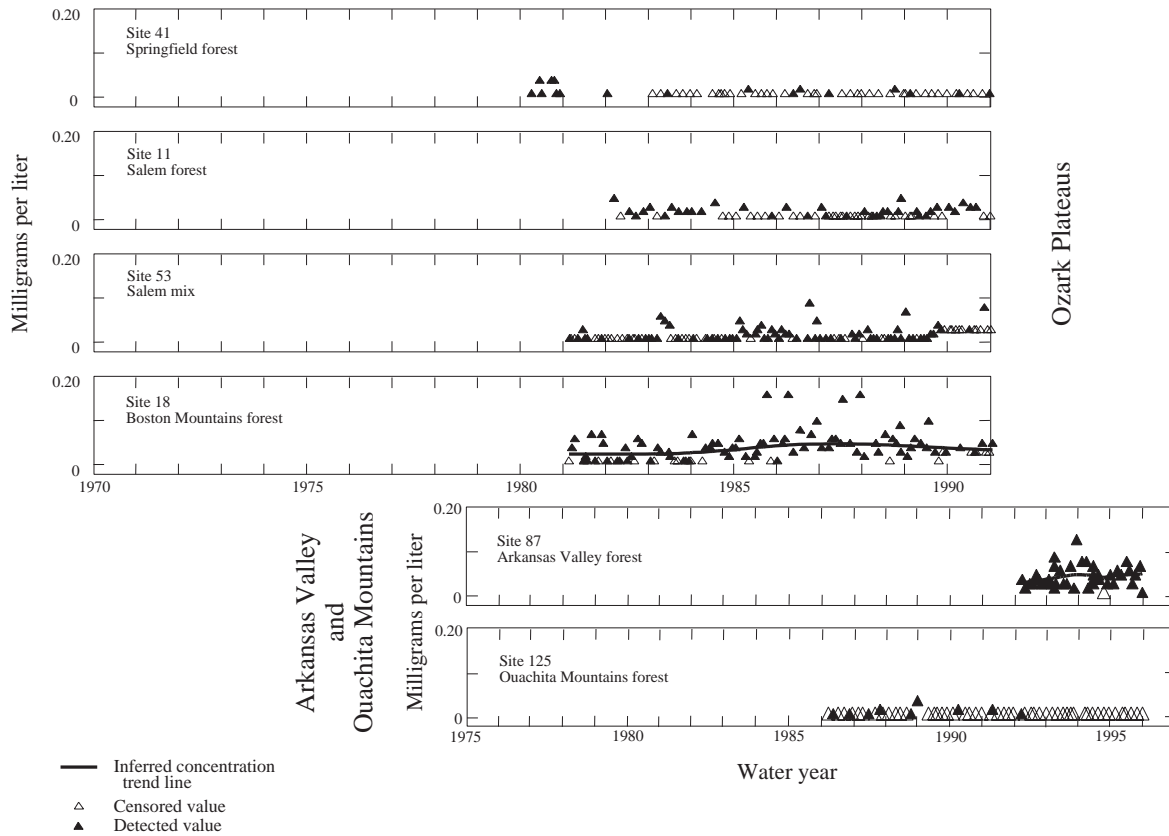 0.20
Site 41
Springfield forest
0
0.20
Site 11
Salem forest
0
Milligrams per liter
0.20
Site 53
Salem mix
0
0.20
Site 18
Boston Mountains forest
0
Ozark Plateaus
1970 1975 1980 1985 1990
Arkansas Valley
and
Ouachita Mountains
Milligrams per liter
0.20
Site 87
Arkansas Valley forest
0
0.20
Site 125
Ouachita Mountains forest
0
1975 1980 1985 1990 1995
Water year
Inferred concentration
trend line
Censored value
Detected value